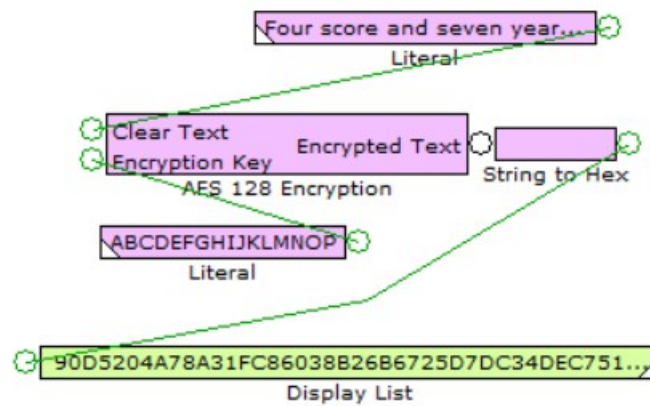 Four score and seven year...
Literal
Clear Text
Encrypted Text
Encryption Key
String to Hex
AES 128 Encryption
ABCDEFGHIJKLMNOP
Literal
90D5204A78A31FC86038B26B6725D7DC34DEC751...
Display List